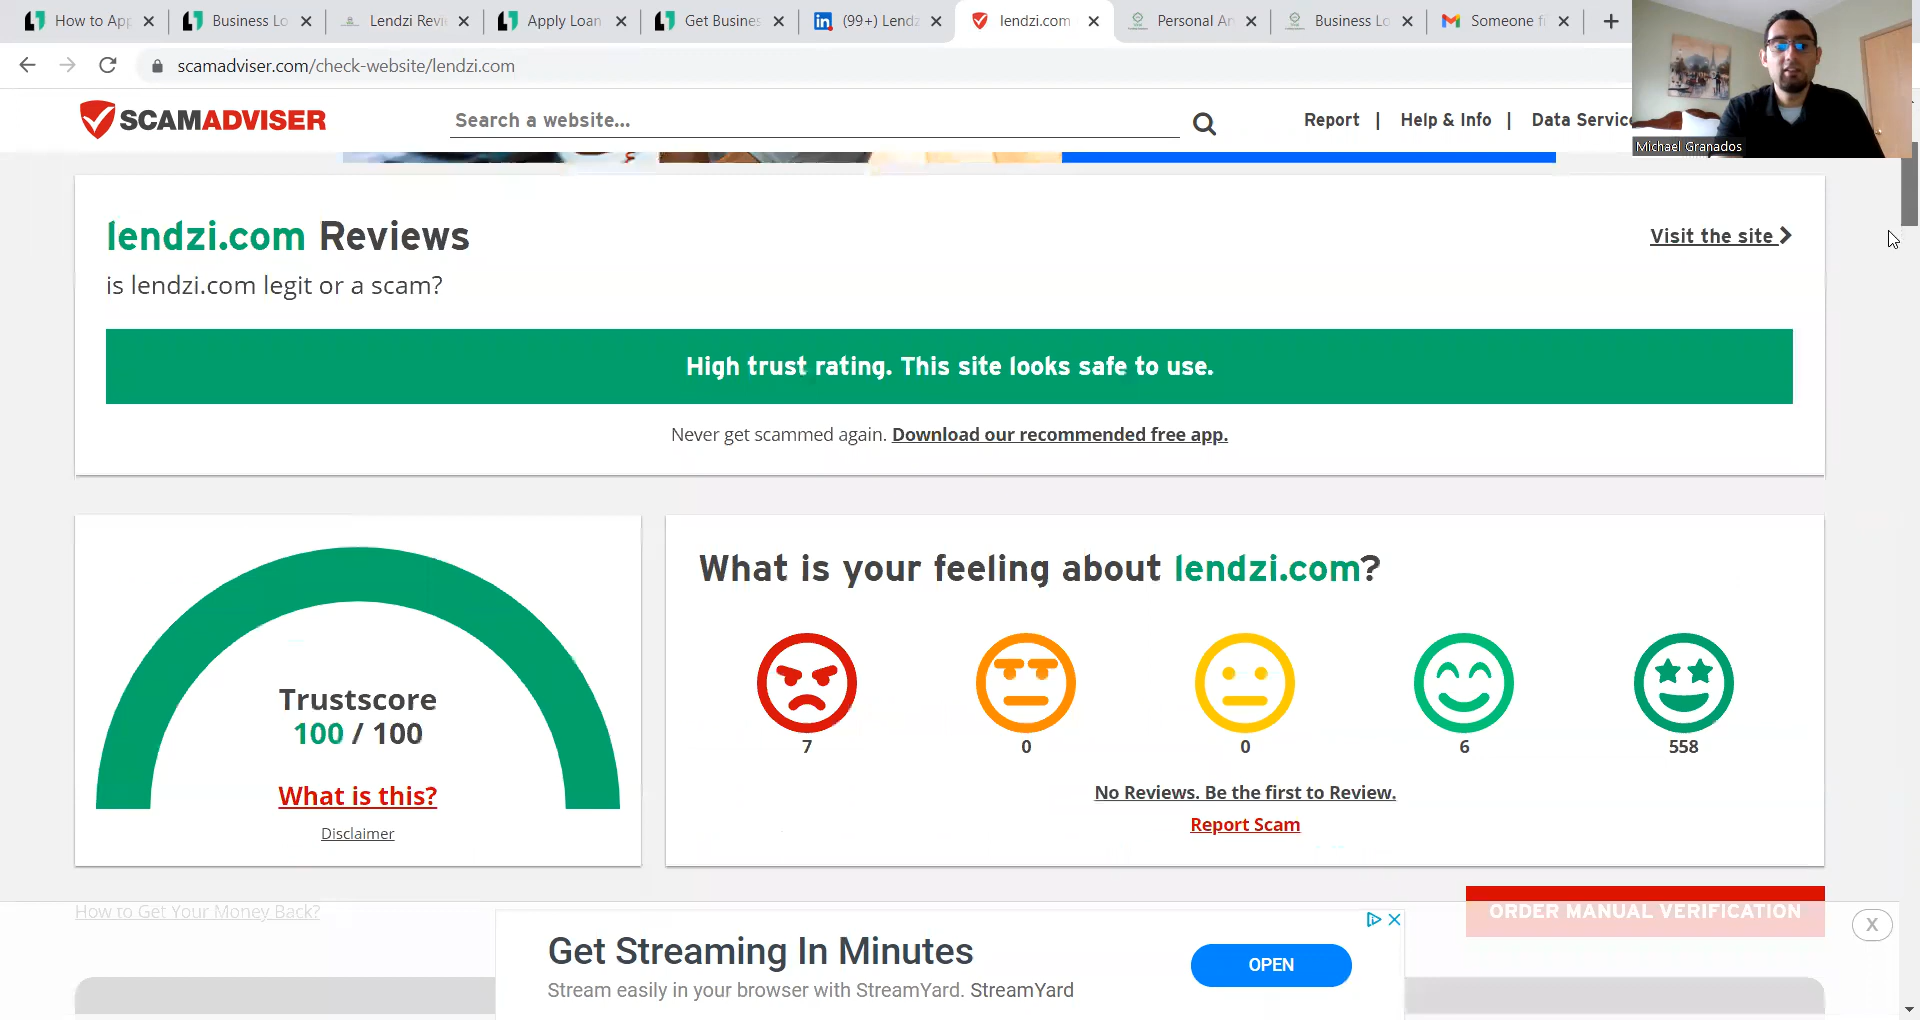 How to App
Business Lo
Lendzi Revie
Apply Loan
Get Busines
(99+) Lendz
lendzi.com
Personal An
Business Lo
Someone fi
scamadviser.com/check-website/lendzi.com
SCAMADVISER
Search a website...
Report | Help & Info | Data Servic
Michael Granados
lendzi.com Reviews
Visit the site
is lendzi.com legit or a scam?
High trust rating. This site looks safe to use.
Never get scammed again. Download our recommended free app.
What is your feeling about lendzi.com?
Trustscore
100 / 100
What is this?
Disclaimer
7
0
0
6
558
No Reviews. Be the first to Review.
Report Scam
How to Get Your Money Back?
ORDER MANUAL VERIFICATION
X
Get Streaming In Minutes
Stream easily in your browser with StreamYard. StreamYard
OPEN